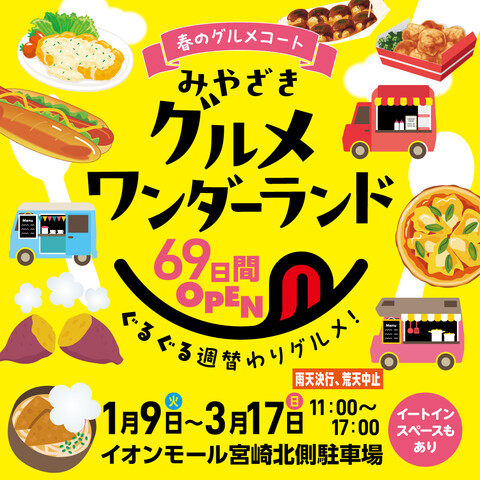 春のグルメコート
みやざき
グルメ
ワンダーランド
69日間
OPEN
ぐるぐる週替わりグルメ!
雨天決行、荒天中止
1月9日火～3月17日日 11:00～17:00
イオンモール宮崎北側駐車場
イートイン
スペースも
あり
Menu
Menu